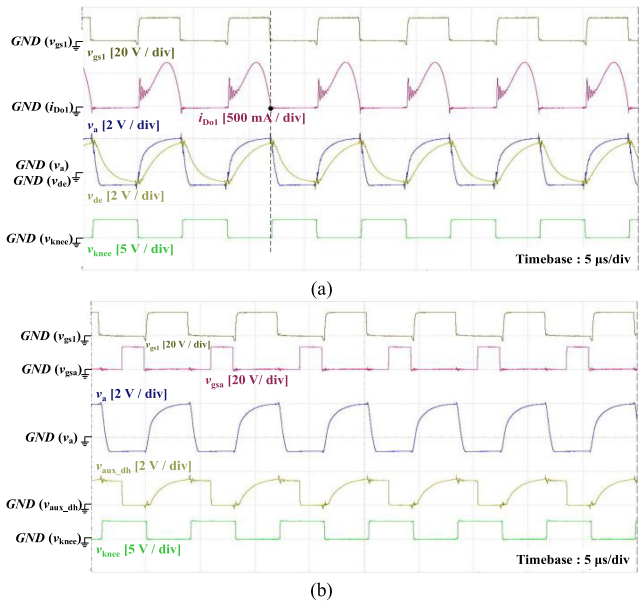 GND (vgs1)
vgs1 [20 V / div]
GND (iDo1)
iDo1 [500 mA / div]
va [2 V / div]
GND (va)
GND (vde)
vde [2 V / div]
GND (vknee)
vknee [5 V / div]
Timebase : 5 μs/div
(a)
GND (vgs1)
vgs1 [20 V / div]
GND (vgsa)
vgsa [20 V / div]
va [2 V / div]
GND (va)
vaux_dh [2 V / div]
GND (vaux_dh)
GND (vknee)
vknee [5 V / div]
Timebase : 5 μs/div
(b)